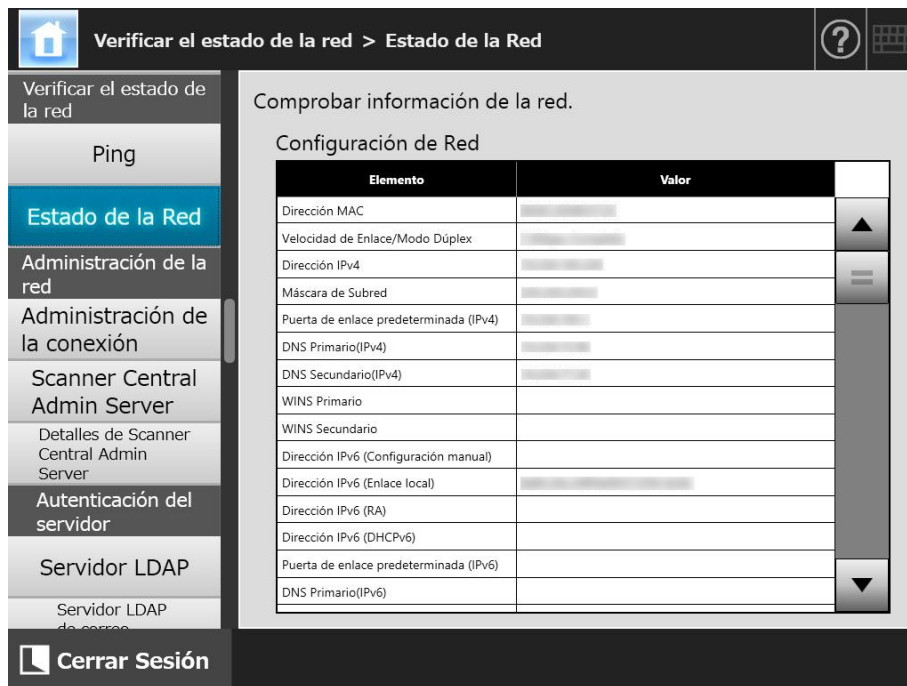 Verificar el estado de la red > Estado de la Red
?
Verificar el estado de
la red
Ping
Estado de la Red
Administración de la
red
Administración de
la conexión
Scanner Central
Admin Server
Detalles de Scanner
Central Admin
Server
Autenticación del
servidor
Servidor LDAP
Servidor LDAP
de correo
Cerrar Sesión
Comprobar información de la red.
Configuración de Red
Elemento Valor
Dirección MAC
Velocidad de Enlace/Modo Dúplex
Dirección IPv4
Máscara de Subred
Puerta de enlace predeterminada (IPv4)
DNS Primario(IPv4)
DNS Secundario(IPv4)
WINS Primario
WINS Secundario
Dirección IPv6 (Configuración manual)
Dirección IPv6 (Enlace local)
Dirección IPv6 (RA)
Dirección IPv6 (DHCPv6)
Puerta de enlace predeterminada (IPv6)
DNS Primario(IPv6)